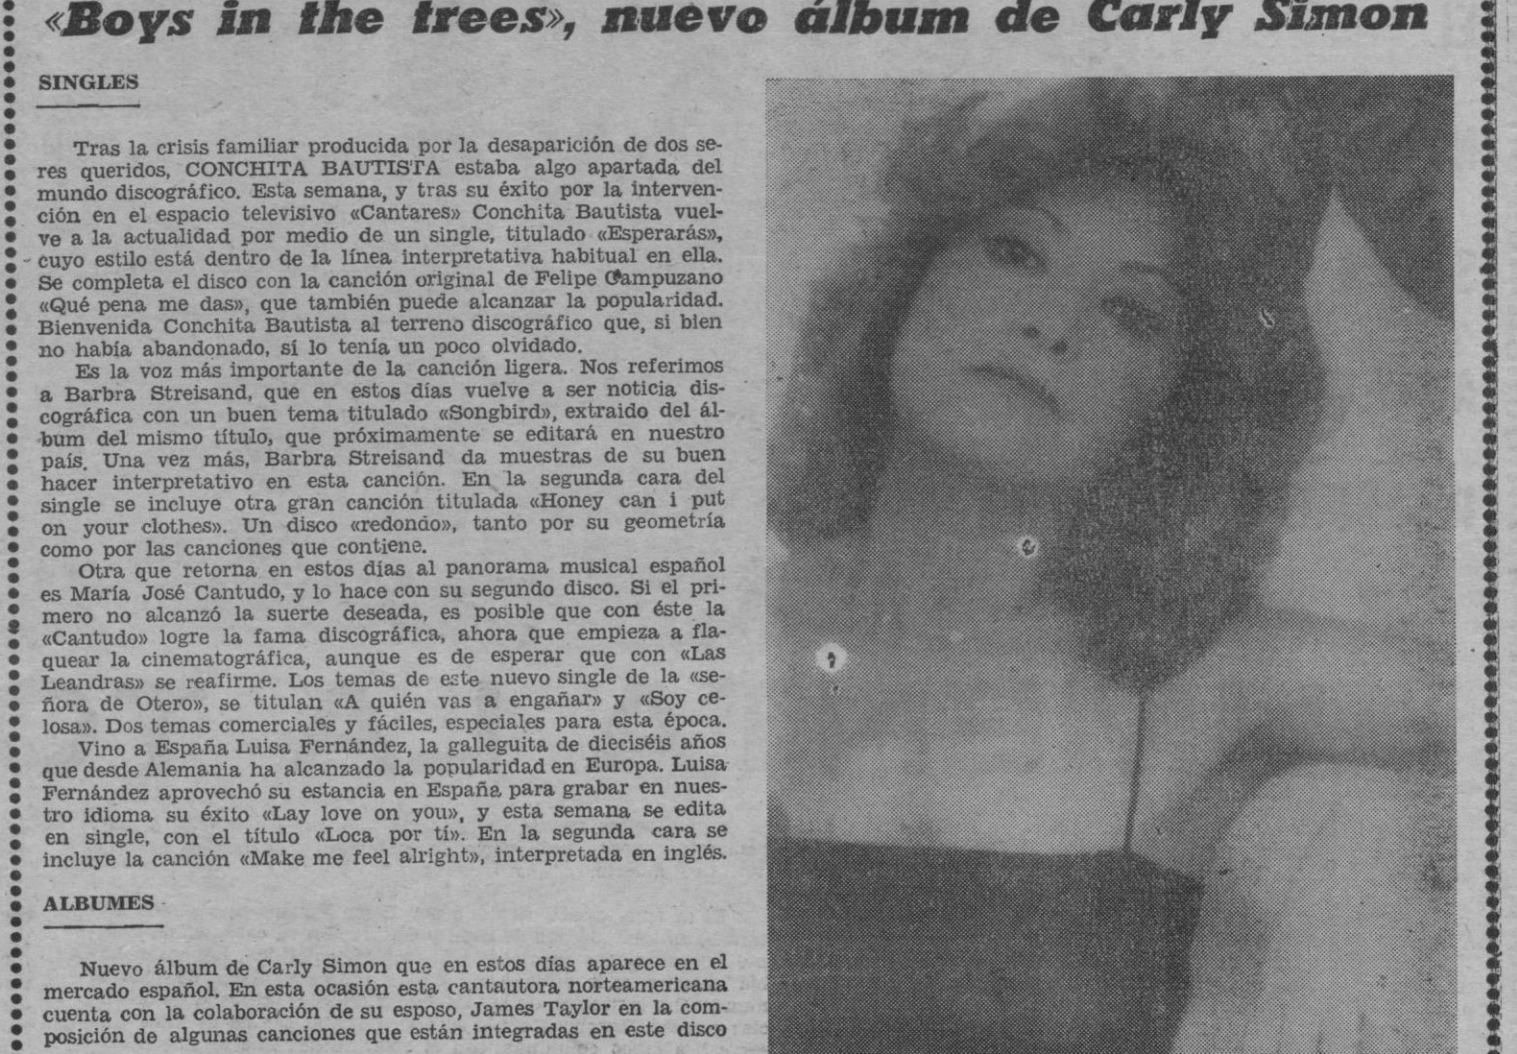 «Boys in the trees», nuevo álbum de Carly Simon
SINGLES
Tras la crisis familiar producida por la desaparición de dos se-
res queridos, CONCHITA BAUTISTA estaba algo apartada del
mundo discográfico. Esta semana, y tras su éxito por la interven-
ción en el espacio televisivo «Cantares» Conchita Bautista vuel-
ve a la actualidad por medio de un single, titulado «Esperarás»,
cuyo estilo está dentro de la línea interpretativa habitual en ella.
Se completa el disco con la canción original de Felipe Campuzano
«Qué pena me das», que también puede alcanzar la popularidad.
Bienvenida Conchita Bautista al terreno discográfico que, si bien
no había abandonado, sí lo tenía un poco olvidado.
Es la voz más importante de la canción ligera. Nos referimos
a Barbra Streisand, que en estos días vuelve a ser noticia dis-
cográfica con un buen tema titulado «Songbird», extraido del ál-
bum del mismo título, que próximamente se editará en nuestro
país. Una vez más, Barbra Streisand da muestras de su buen
hacer interpretativo en esta canción. En la segunda cara del
single se incluye otra gran canción titulada «Honey can i put
on your clothes». Un disco «redondo», tanto por su geometría
como por las canciones que contiene.
Otra que retorna en estos días al panorama musical español
es María José Cantudo, y lo hace con su segundo disco. Si el pri-
mero no alcanzó la suerte deseada, es posible que con éste la
«Cantudo» logre la fama discográfica, ahora que empieza a fla-
quear la cinematográfica, aunque es de esperar que con «Las
Leandras» se reafirme. Los temas de este nuevo single de la «se-
ñora de Otero», se titulan «A quién vas a engañar» y «Soy ce-
losa». Dos temas comerciales y fáciles, especiales para esta época.
Vino a España Luisa Fernández, la galleguita de dieciséis años
que desde Alemania ha alcanzado la popularidad en Europa. Luisa
Fernández aprovechó su estancia en España para grabar en nues-
tro idioma su éxito «Lay love on you», y esta semana se edita
en single, con el título «Loca por tí». En la segunda cara se
incluye la canción «Make me feel alright», interpretada en inglés.
ALBUMES
Nuevo álbum de Carly Simon que en estos días aparece en el
mercado español. En esta ocasión esta cantautora norteamericana
cuenta con la colaboración de su esposo, James Taylor en la com-
posición de algunas canciones que están integradas en este disco